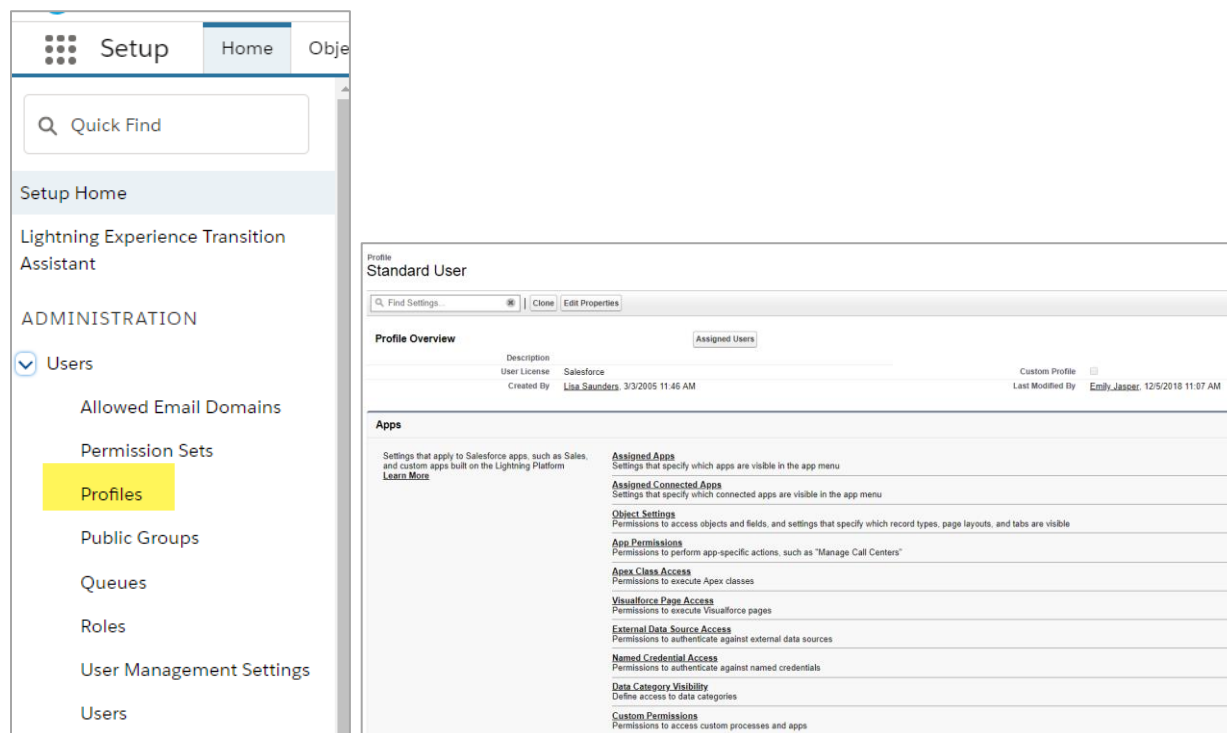 Setup
Home
Obje
Quick Find
Setup Home
Lightning Experience Transition
Assistant
ADMINISTRATION
Users
Allowed Email Domains
Permission Sets
Profiles
Public Groups
Queues
Roles
User Management Settings
Users
Profile
Standard User
Find Settings...
Clone
Edit Properties
Profile Overview
Assigned Users
Description
User License Salesforce
Custom Profile
Created By Lisa Saunders, 3/3/2005 11:46 AM
Last Modified By Emily Jasper, 12/5/2018 11:07 AM
Apps
Settings that apply to Salesforce apps, such as Sales,
and custom apps built on the Lightning Platform
Learn More
Assigned Apps
Settings that specify which apps are visible in the app menu
Assigned Connected Apps
Settings that specify which connected apps are visible in the app menu
Object Settings
Permissions to access objects and fields, and settings that specify which record types, page layouts, and tabs are visible
App Permissions
Permissions to perform app-specific actions, such as "Manage Call Centers"
Apex Class Access
Permissions to execute Apex classes
Visualforce Page Access
Permissions to execute Visualforce pages
External Data Source Access
Permissions to authenticate against external data sources
Named Credential Access
Permissions to authenticate against named credentials
Data Category Visibility
Define access to data categories
Custom Permissions
Permissions to access custom processes and apps